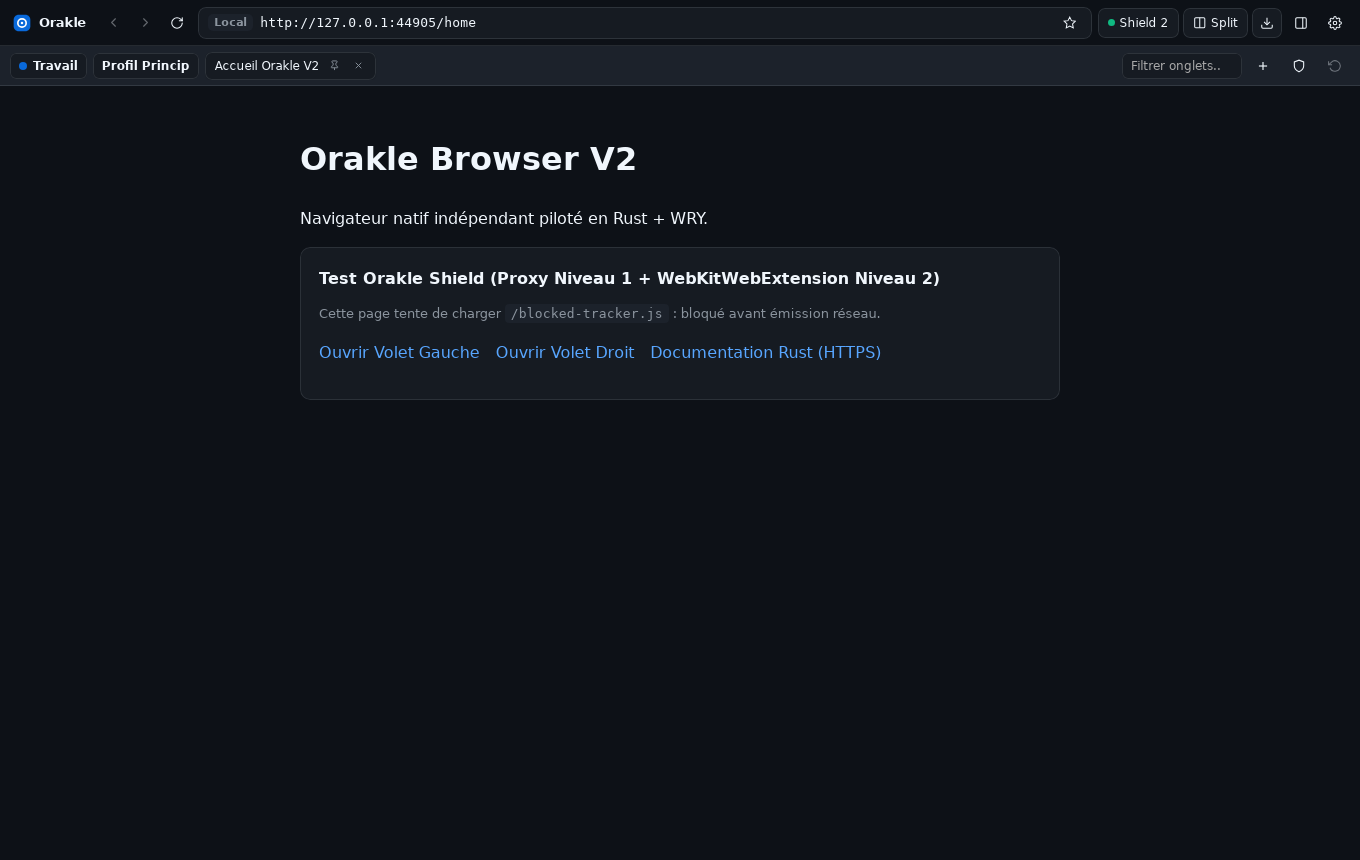 Orakle Local http://127.0.0.1:44905/home Shield 2 Split
Travail Profil Princip Accueil Orakle V2 Filtrer onglets..
Orakle Browser V2
Navigateur natif indépendant piloté en Rust + WRY.
Test Orakle Shield (Proxy Niveau 1 + WebKitWebExtension Niveau 2)
Cette page tente de charger /blocked-tracker.js : bloqué avant émission réseau.
Ouvrir Volet Gauche Ouvrir Volet Droit Documentation Rust (HTTPS)